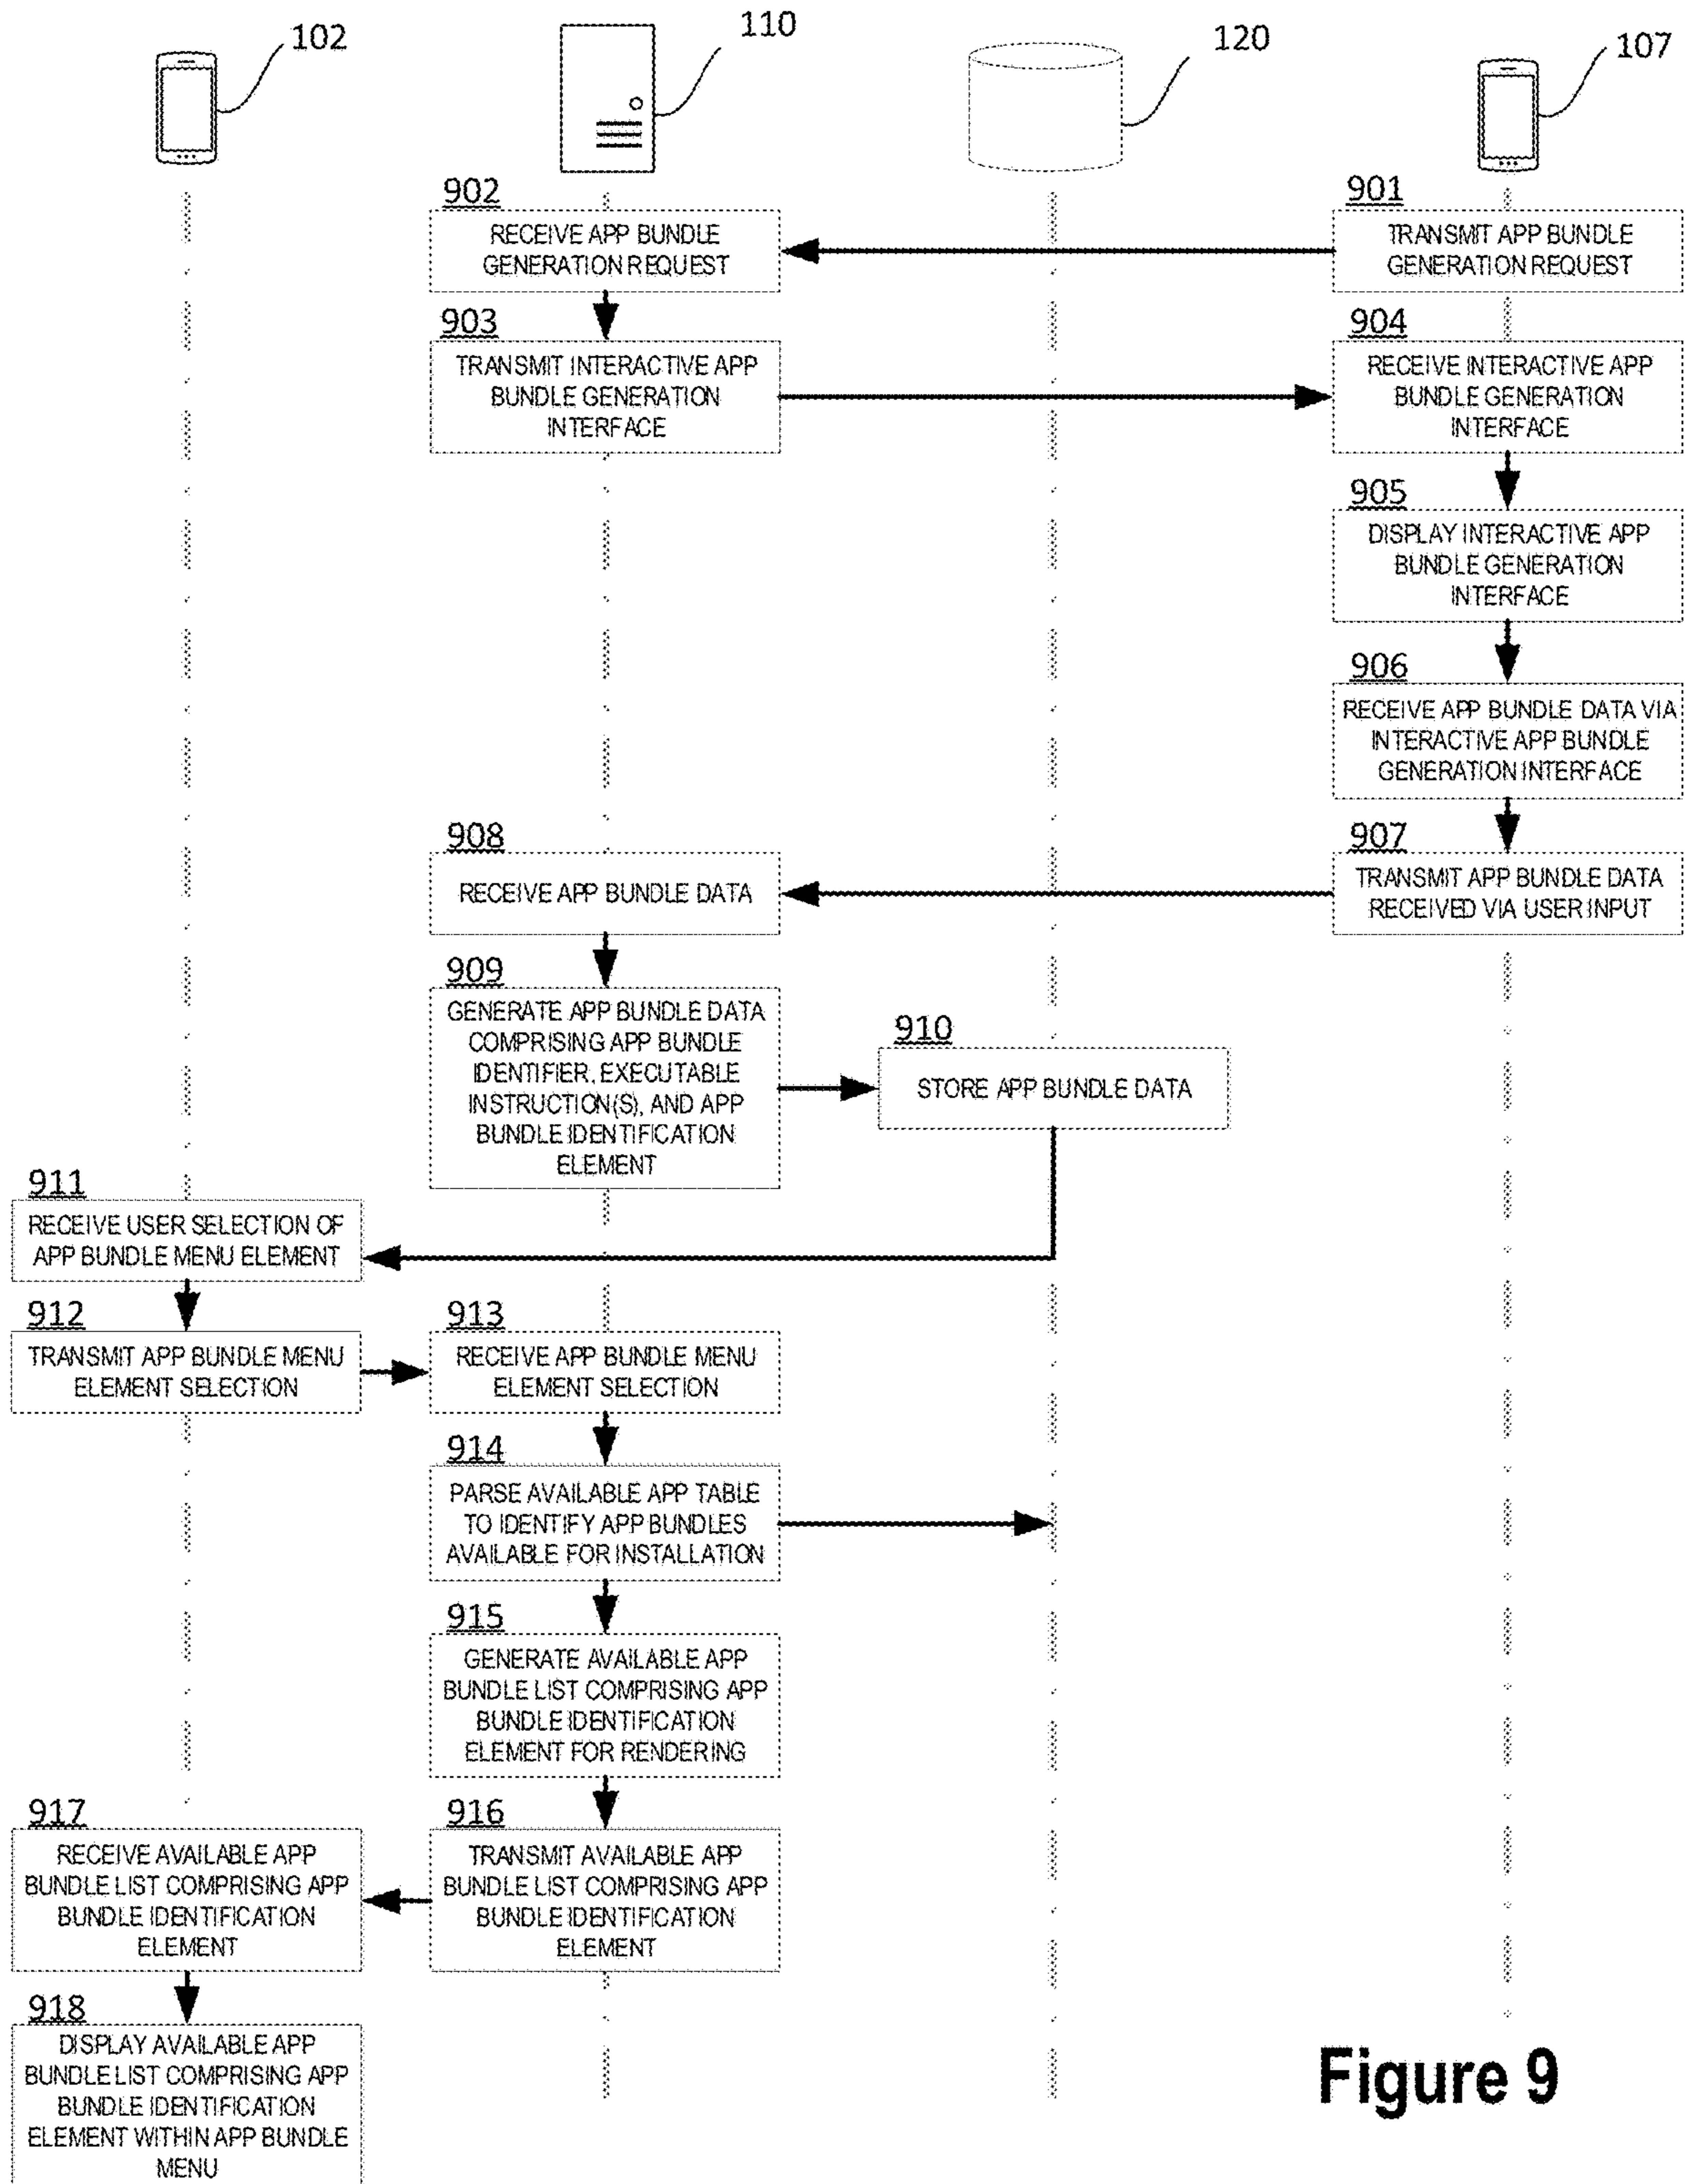 102
110
120
107
902
RECEIVE APP BUNDLE
GENERATION REQUEST
901
TRANSMIT APP BUNDLE
GENERATION REQUEST
903
TRANSMIT INTERACTIVE APP
BUNDLE GENERATION
INTERFACE
904
RECEIVE INTERACTIVE APP
BUNDLE GENERATION
INTERFACE
905
DISPLAY INTERACTIVE APP
BUNDLE GENERATION
INTERFACE
906
RECEIVE APP BUNDLE DATA VIA
INTERACTIVE APP BUNDLE
GENERATION INTERFACE
908
RECEIVE APP BUNDLE DATA
907
TRANSMIT APP BUNDLE DATA
RECEIVED VIA USER INPUT
909
GENERATE APP BUNDLE DATA
COMPRISING APP BUNDLE
IDENTIFIER, EXECUTABLE
INSTRUCTION(S), AND APP
BUNDLE IDENTIFICATION
ELEMENT
910
STORE APP BUNDLE DATA
911
RECEIVE USER SELECTION OF
APP BUNDLE MENU ELEMENT
912
TRANSMIT APP BUNDLE MENU
ELEMENT SELECTION
913
RECEIVE APP BUNDLE MENU
ELEMENT SELECTION
914
PARSE AVAILABLE APP TABLE
TO IDENTIFY APP BUNDLES
AVAILABLE FOR INSTALLATION
915
GENERATE AVAILABLE APP
BUNDLE LIST COMPRISING APP
BUNDLE IDENTIFICATION
ELEMENT FOR RENDERING
916
TRANSMIT AVAILABLE APP
BUNDLE LIST COMPRISING APP
BUNDLE IDENTIFICATION
ELEMENT
917
RECEIVE AVAILABLE APP
BUNDLE LIST COMPRISING APP
BUNDLE IDENTIFICATION
ELEMENT
918
DISPLAY AVAILABLE APP
BUNDLE LIST COMPRISING APP
BUNDLE IDENTIFICATION
ELEMENT WITHIN APP BUNDLE
MENU
Figure 9